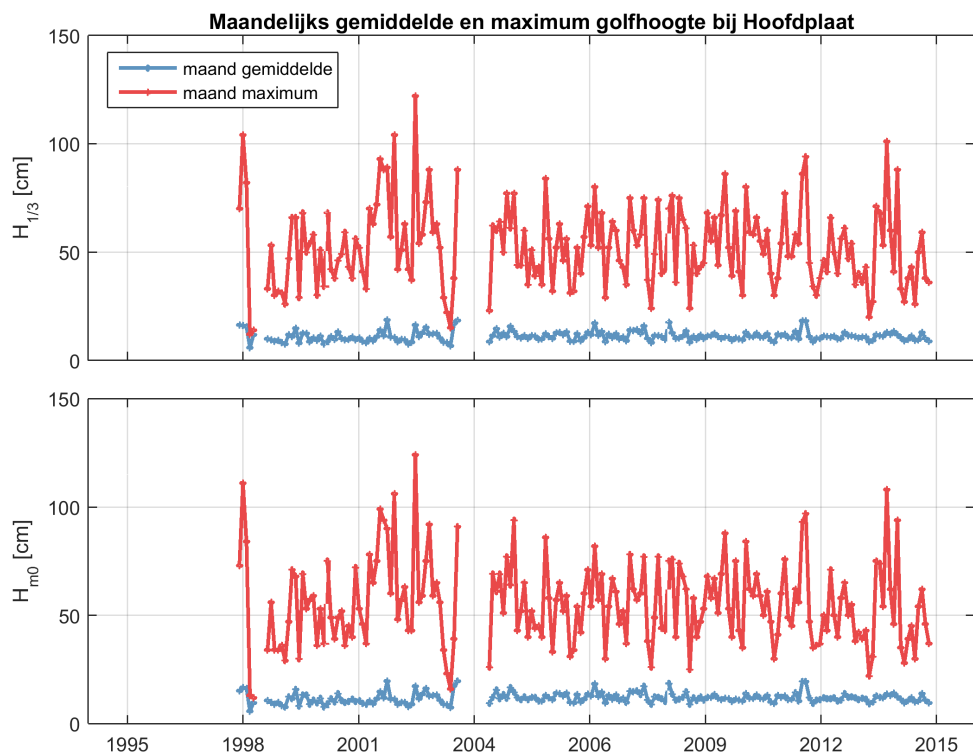 Maandelijks gemiddelde en maximum golfhoogte bij Hoofdplaat
150
100
50
0
H1/3 [cm]
maand gemiddelde
maand maximum
150
100
50
0
Hm0 [cm]
1995 1998 2001 2004 2006 2009 2012 2015